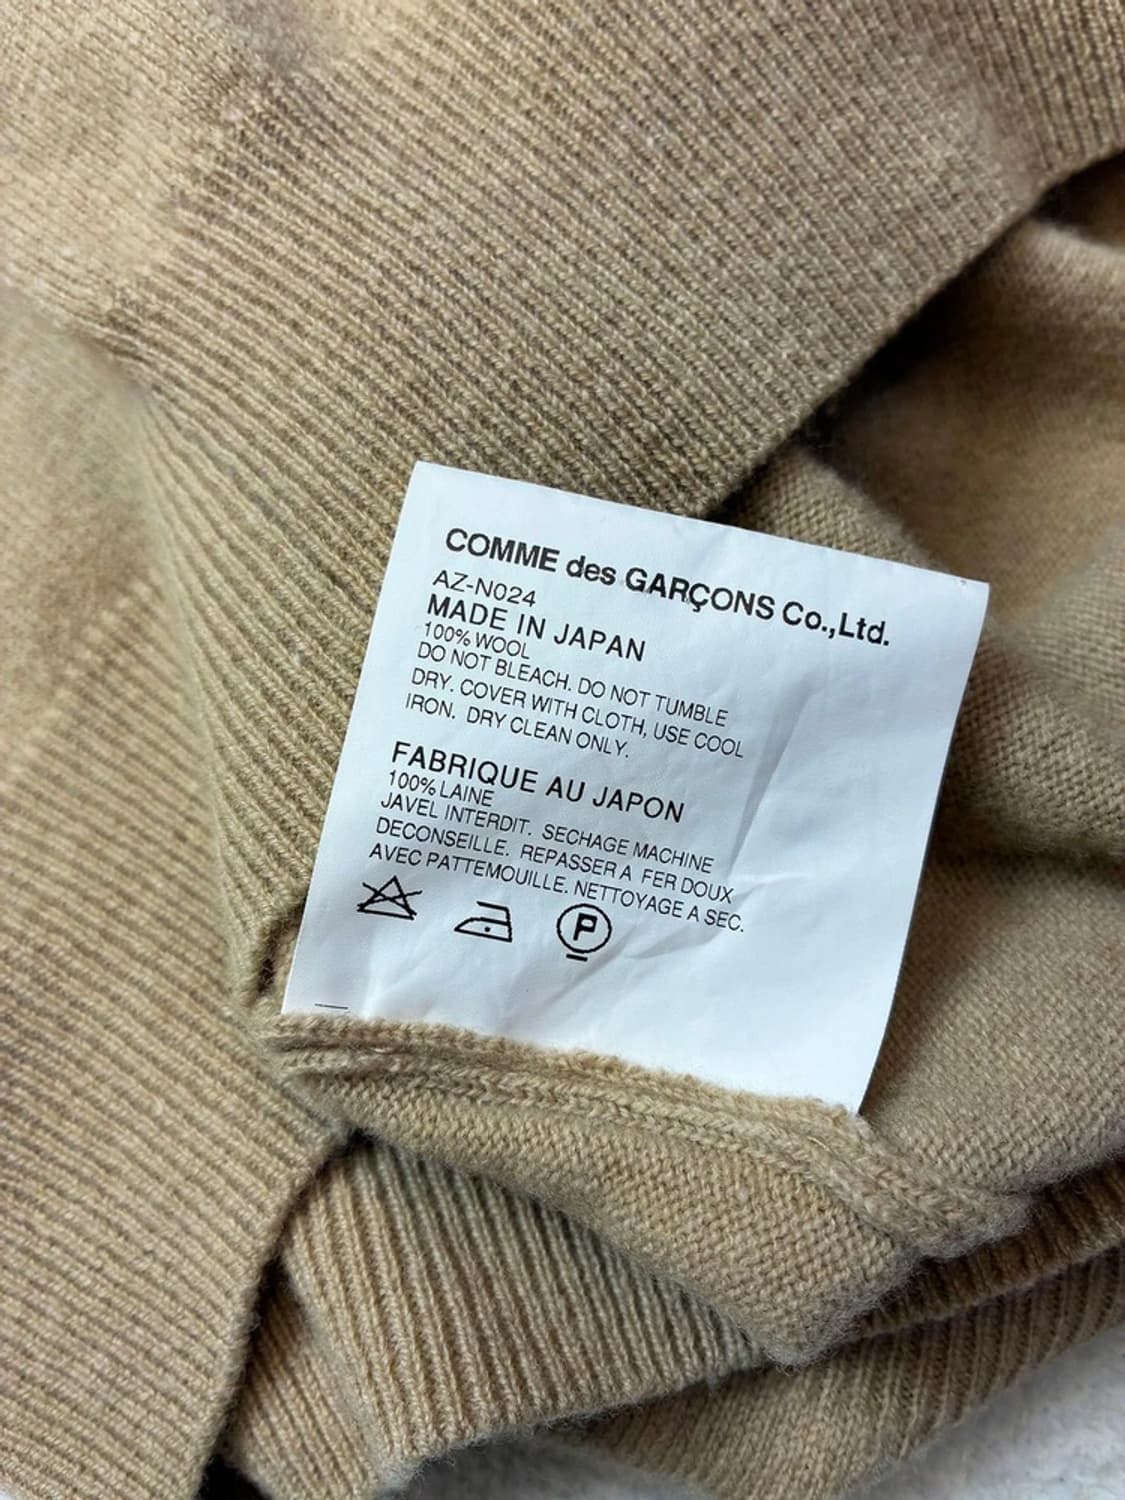 COMME des GARÇONS Co.,Ltd.
AZ-N024
MADE IN JAPAN
100% WOOL
DO NOT BLEACH. DO NOT TUMBLE
DRY. COVER WITH CLOTH, USE COOL
IRON. DRY CLEAN ONLY.
FABRIQUE AU JAPON
100% LAINE
JAVEL INTERDIT. SECHAGE MACHINE
DECONSEILLE. REPASSER A FER DOUX
AVEC PATTEMOUILLE. NETTOYAGE A SEC.
P